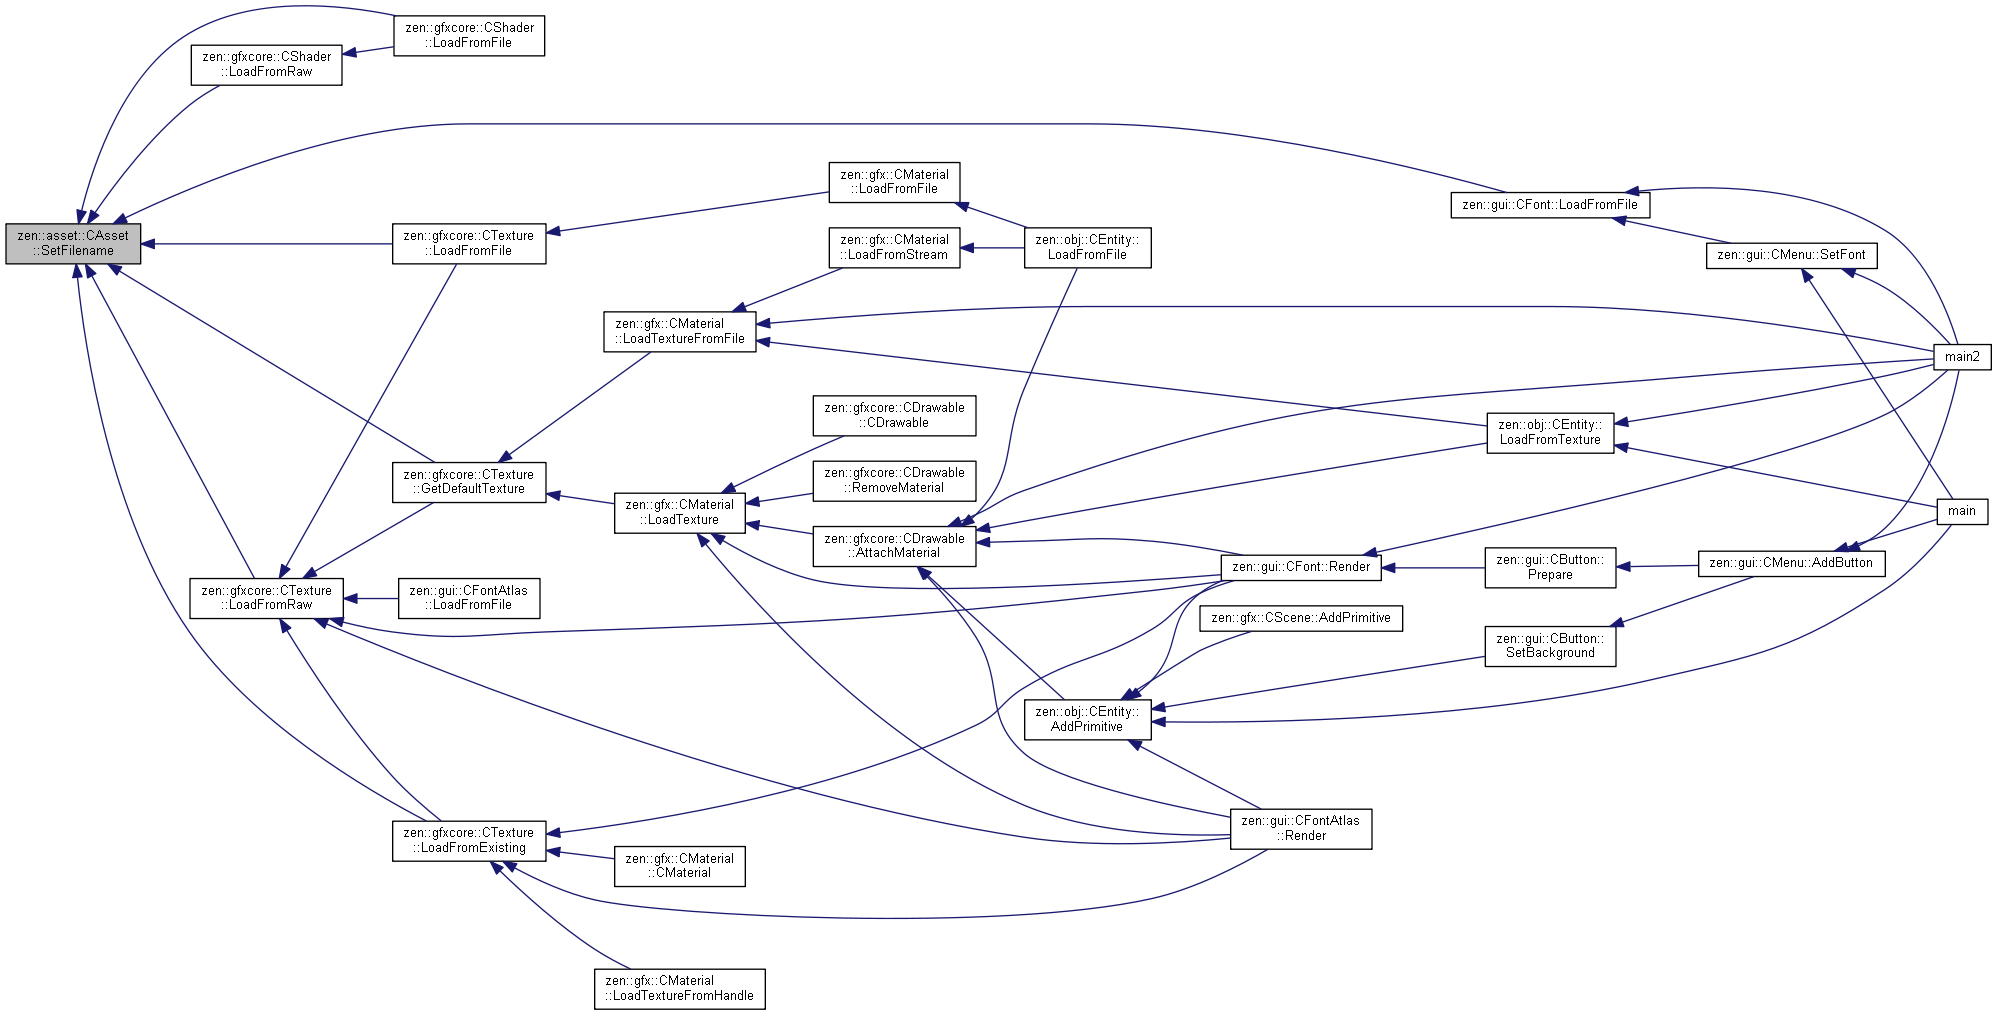 zen::gfxcore::CShader
::LoadFromFile
zen::gfxcore::CShader
::LoadFromRaw
zen::gfx::CMaterial
::LoadFromFile
zen::gui::CFont::LoadFromFile
zen::asset::CAsset
::SetFilename
zen::gfxcore::CTexture
::LoadFromFile
zen::gfx::CMaterial
::LoadFromStream
zen::obj::CEntity::
LoadFromFile
zen::gui::CMenu::SetFont
zen::gfx::CMaterial
::LoadTextureFromFile
main2
zen::gfxcore::CDrawable
::CDrawable
zen::obj::CEntity::
LoadFromTexture
zen::gfxcore::CTexture
::GetDefaultTexture
zen::gfxcore::CDrawable
::RemoveMaterial
zen::gfx::CMaterial
::LoadTexture
main
zen::gfxcore::CDrawable
::AttachMaterial
zen::gui::CFont::Render
zen::gui::CButton::
Prepare
zen::gui::CMenu::AddButton
zen::gfxcore::CTexture
::LoadFromRaw
zen::gui::CFontAtlas
::LoadFromFile
zen::gfx::CScene::AddPrimitive
zen::gui::CButton::
SetBackground
zen::obj::CEntity::
AddPrimitive
zen::gui::CFontAtlas
::Render
zen::gfxcore::CTexture
::LoadFromExisting
zen::gfx::CMaterial
::CMaterial
zen::gfx::CMaterial
::LoadTextureFromHandle